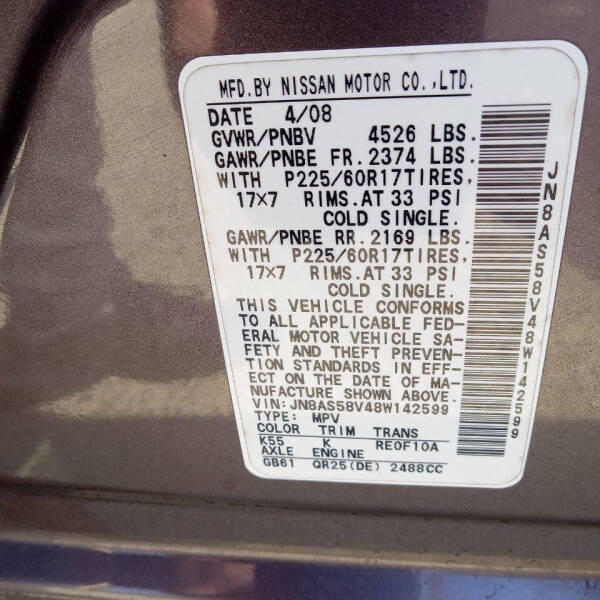 MFD.BY NISSAN MOTOR CO.,LTD.
DATE 4/08
GVWR/PNBV 4526 LBS.
GAWR/PNBE FR. 2374 LBS.
WITH P225/60R17TIRES,
17×7 RIMS.AT 33 PSI
COLD SINGLE.
GAWR/PNBE RR. 2169 LBS.
WITH P225/60R17TIRES,
17×7 RIMS.AT 33 PSI
COLD SINGLE.
THIS VEHICLE CONFORMS
TO ALL APPLICABLE FED-
ERAL MOTOR VEHICLE SA-
FETY AND THEFT PREVEN-
TION STANDARDS IN EFF-
ECT ON THE DATE OF MA-
NUFACTURE SHOWN ABOVE.
VIN:JN8AS58V48W142599
TYPE: MPV
COLOR TRIM TRANS
K55 K RE0F10A
AXLE ENGINE
GB61 QR25(DE) 2488CC
JN8AS58V48W142599